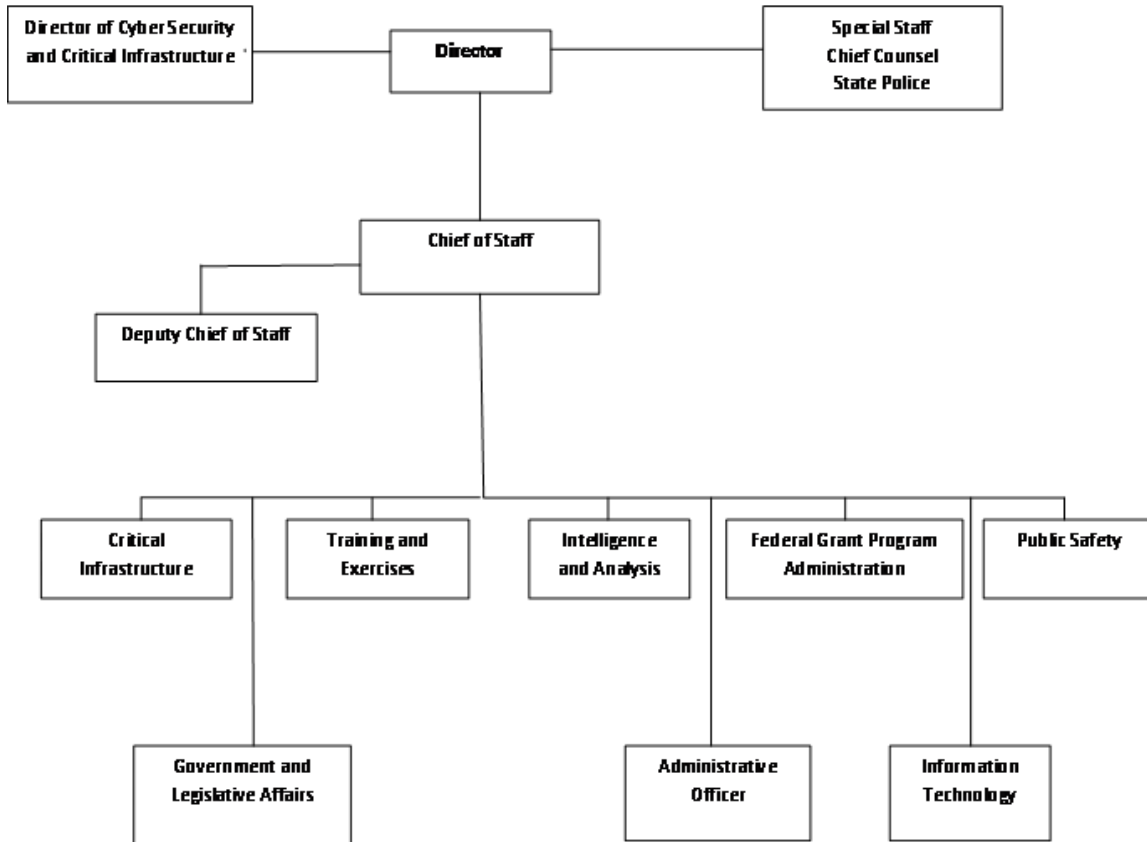 Director of Cyber Security
and Critical Infrastructure
Director
Special Staff
Chief Counsel
State Police
Chief of Staff
Deputy Chief of Staff
Critical
Infrastructure
Training and
Exercises
Intelligence
and Analysis
Federal Grant Program
Administration
Public Safety
Government and
Legislative Affairs
Administrative
Officer
Information
Technology